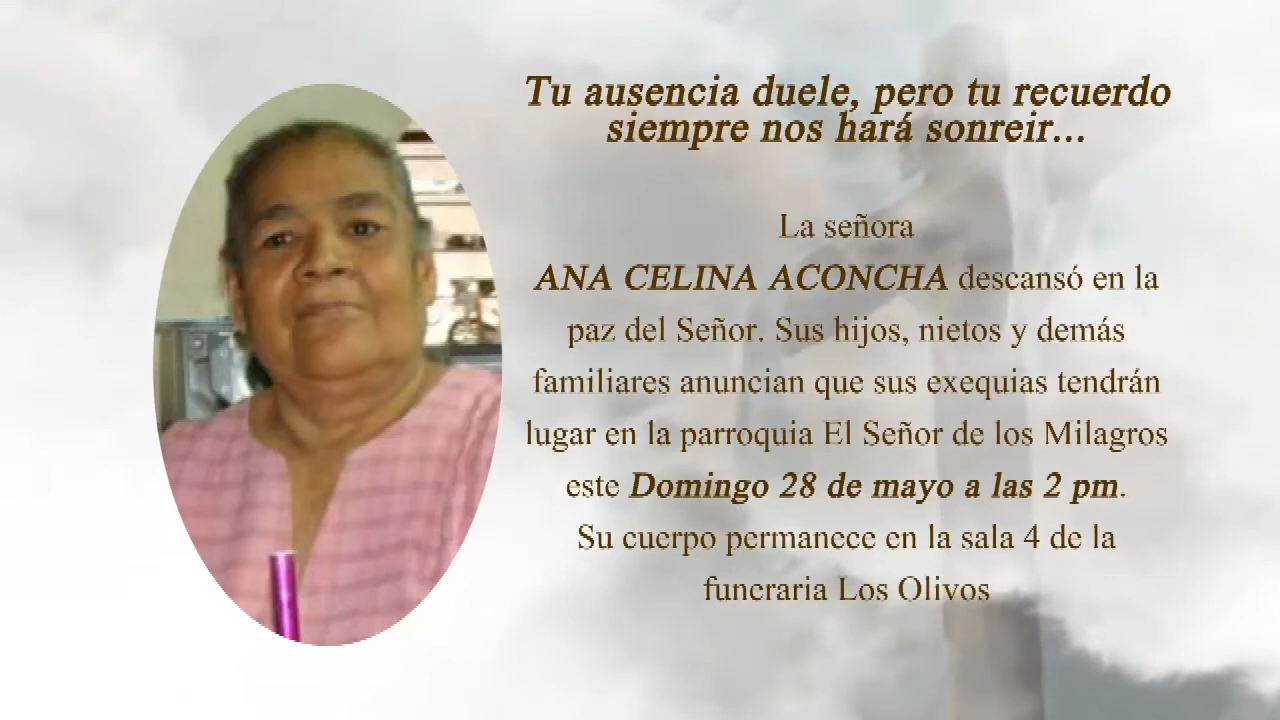 Tu ausencia duele, pero tu recuerdo
siempre nos hará sonreir...
La señora
ANA CELINA ACONCHA descansó en la
paz del Señor. Sus hijos, nietos y demás
familiares anuncian que sus exequias tendrán
lugar en la parroquia El Señor de los Milagros
este Domingo 28 de mayo a las 2 pm.
Su cuerpo permanece en la sala 4 de la
funeraria Los Olivos